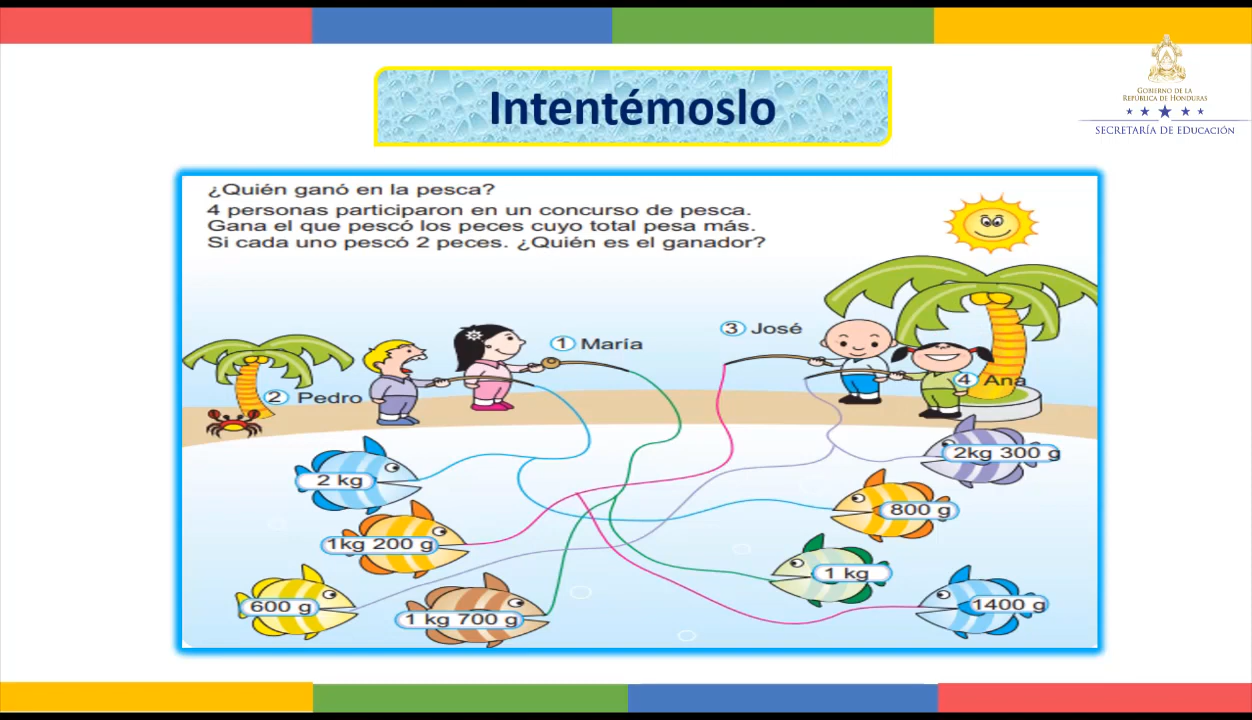 GOBIERNO DE LA
REPÚBLICA DE HONDURAS
SECRETARÍA DE EDUCACIÓN
Intentémoslo
¿Quién ganó en la pesca?
4 personas participaron en un concurso de pesca.
Gana el que pescó los peces cuyo total pesa más.
Si cada uno pescó 2 peces. ¿Quién es el ganador?
3 José
1 María
4 Ana
2 Pedro
2kg 300 g
2 kg
800 g
1kg 200 g
1 kg
600 g
1400 g
1 kg 700 g